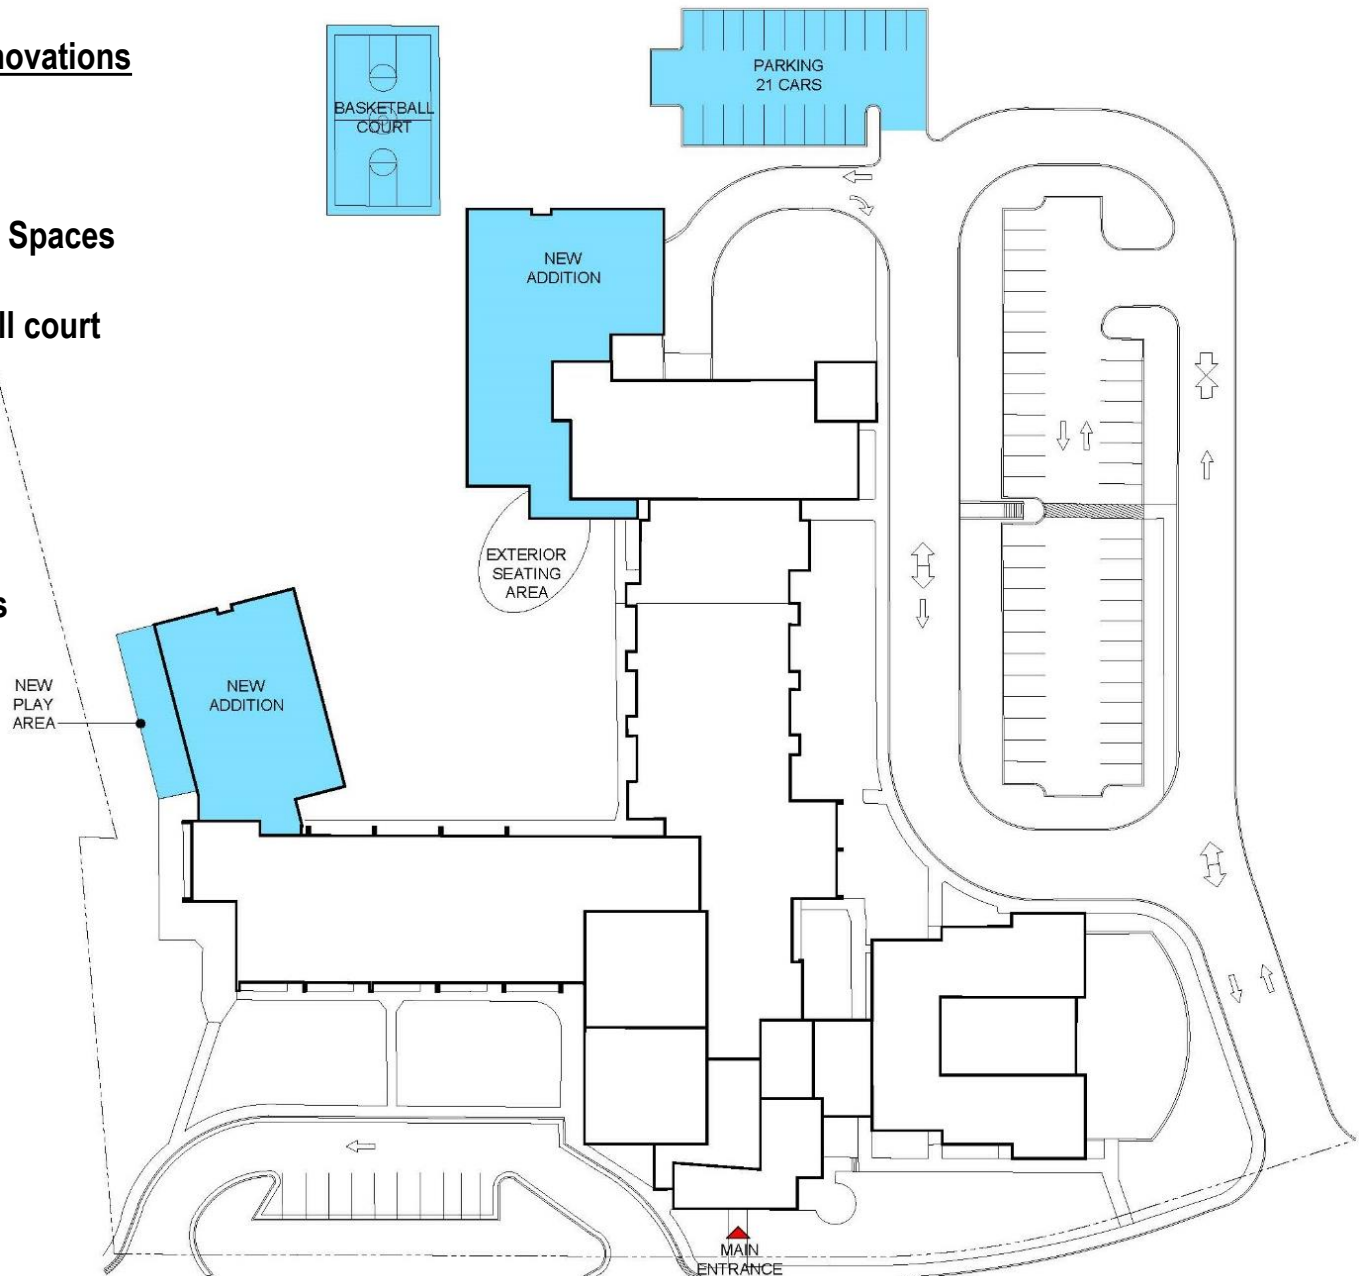 novations
Spaces
ll court
s
BASKETBALL
COURT
PARKING
21 CARS
NEW
ADDITION
EXTERIOR
SEATING
AREA
NEW
PLAY
AREA
NEW
ADDITION
MAIN
ENTRANCE